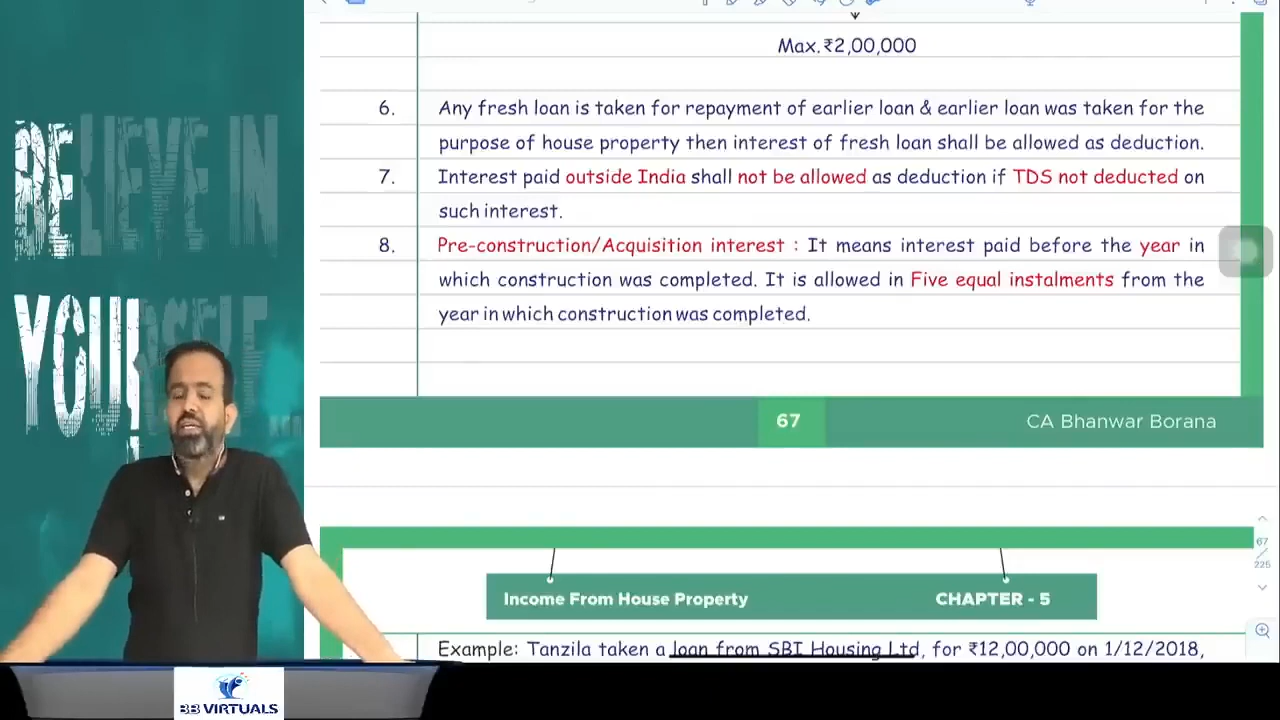 BELIEVE IN
YOURSELF
Max.₹2,00,000
6. Any fresh loan is taken for repayment of earlier loan & earlier loan was taken for the
purpose of house property then interest of fresh loan shall be allowed as deduction.
7. Interest paid outside India shall not be allowed as deduction if TDS not deducted on
such interest.
8. Pre-construction/Acquisition interest : It means interest paid before the year in
which construction was completed. It is allowed in Five equal instalments from the
year in which construction was completed.
67
CA Bhanwar Borana
67
225
Income From House Property
CHAPTER - 5
Example: Tanzila taken a loan from SBI Housing Ltd, for ₹12,00,000 on 1/12/2018,
BB VIRTUALS